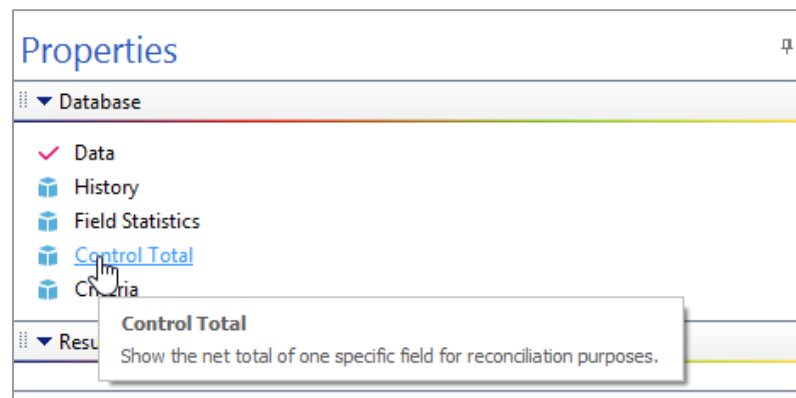 Properties
Database
Data
History
Field Statistics
Control Total
Control Total
Show the net total of one specific field for reconciliation purposes.